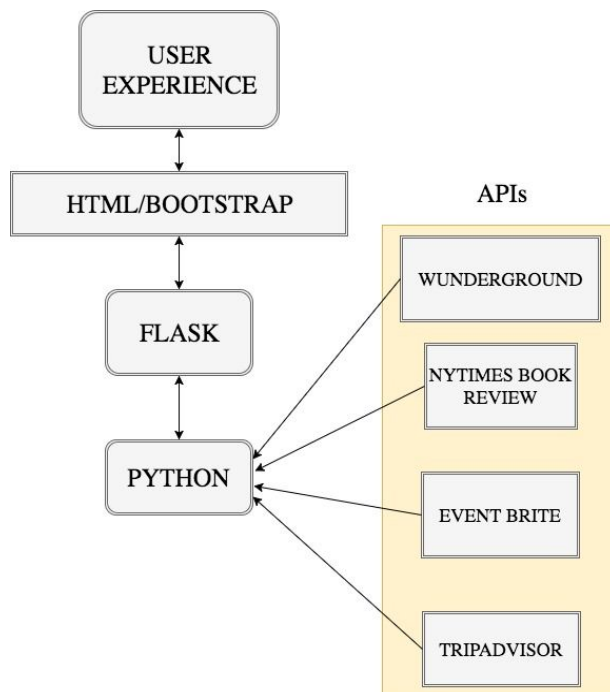 USER
EXPERIENCE
HTML/BOOTSTRAP
FLASK
PYTHON
APIs
WUNDERGROUND
NYTIMES BOOK
REVIEW
EVENT BRITE
TRIPADVISOR